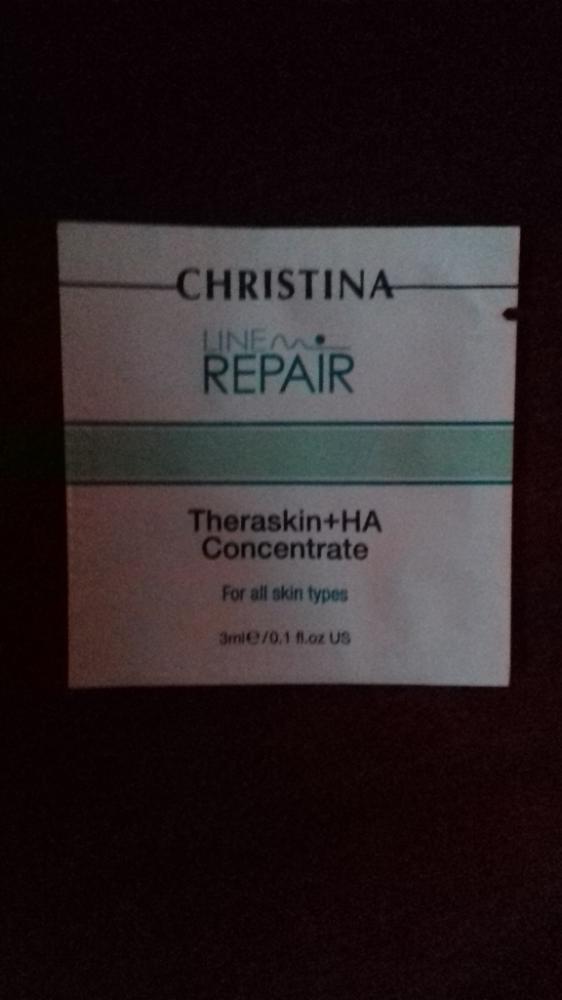 CHRISTINA
LINE
REPAIR
Theraskin+HA
Concentrate
For all skin types
3ml℮/0.1 fl.oz US